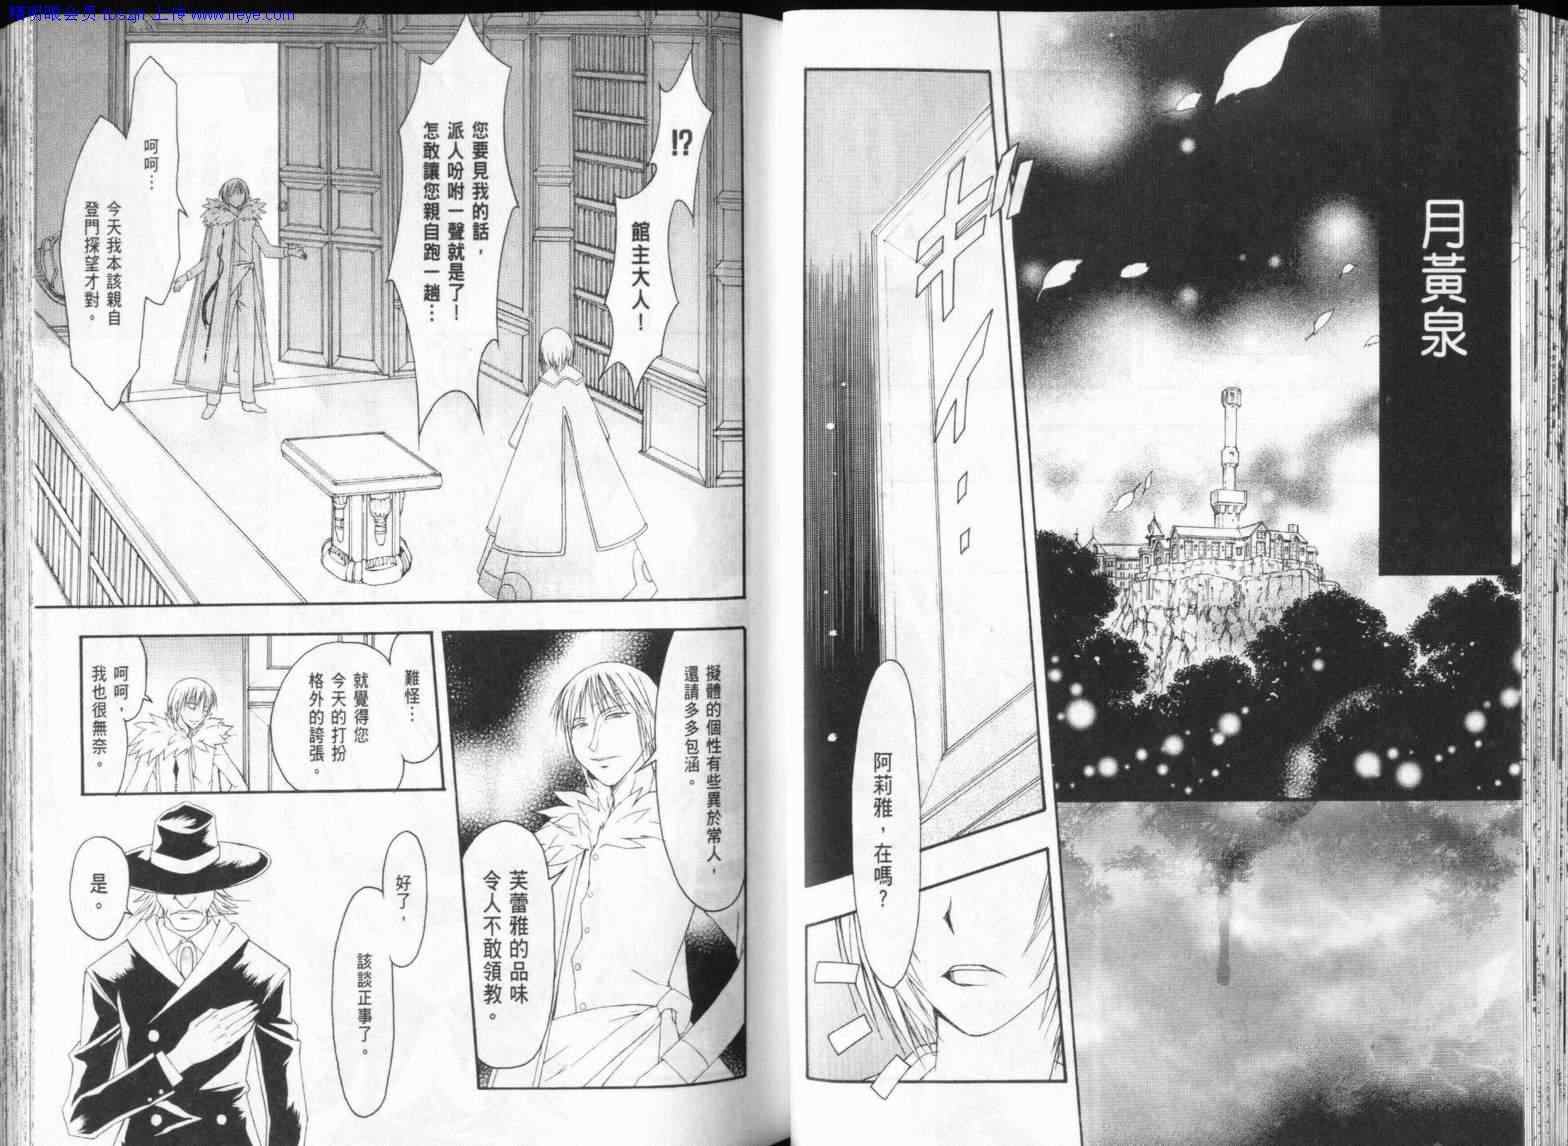 月黃泉
キィ...
阿莉雅，在嗎？
!?
館主大人！
您要見我的話，
派人吩咐一聲就是了！
怎敢讓您親自跑一趟…
呵呵…
今天我本該親自
登門探望才對。
擬體的個性有些異於常人，
還請多多包涵。
芙蕾雅的品味
令人不敢領教。
難怪…
就覺得您
今天的打扮
格外的誇張。
呵呵，
我也很無奈。
好了，
該談正事了。
是。